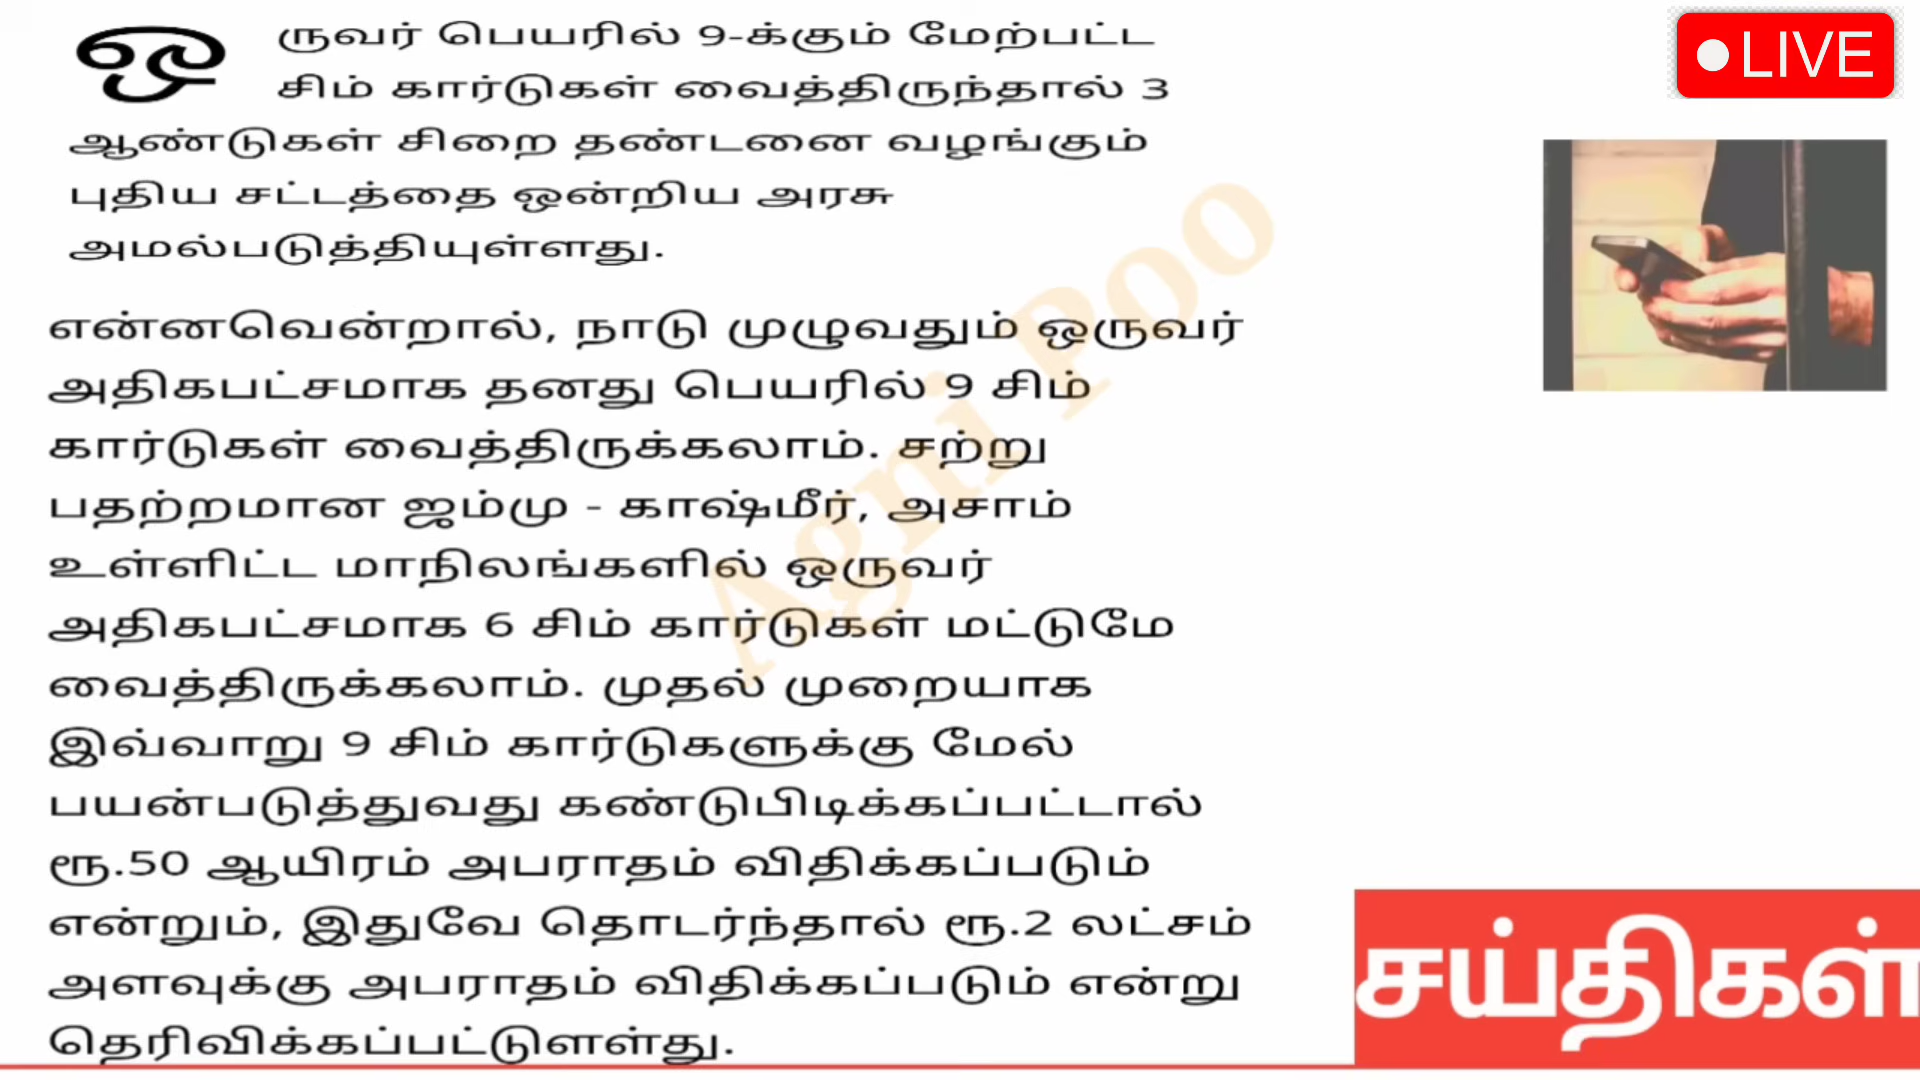 ஒருவர் பெயரில் 9-க்கும் மேற்பட்ட
சிம் கார்டுகள் வைத்திருந்தால் 3
ஆண்டுகள் சிறை தண்டனை வழங்கும்
புதிய சட்டத்தை ஒன்றிய அரசு
அமல்படுத்தியுள்ளது.
என்னவென்றால், நாடு முழுவதும் ஒருவர்
அதிகபட்சமாக தனது பெயரில் 9 சிம்
கார்டுகள் வைத்திருக்கலாம். சற்று
பதற்றமான ஜம்மு - காஷ்மீர், அசாம்
உள்ளிட்ட மாநிலங்களில் ஒருவர்
அதிகபட்சமாக 6 சிம் கார்டுகள் மட்டுமே
வைத்திருக்கலாம். முதல் முறையாக
இவ்வாறு 9 சிம் கார்டுகளுக்கு மேல்
பயன்படுத்துவது கண்டுபிடிக்கப்பட்டால்
ரூ.50 ஆயிரம் அபராதம் விதிக்கப்படும்
என்றும், இதுவே தொடர்ந்தால் ரூ.2 லட்சம்
அளவுக்கு அபராதம் விதிக்கப்படும் என்று
தெரிவிக்கப்பட்டுளள்து.
Agni Poo
LIVE
சய்திகள்